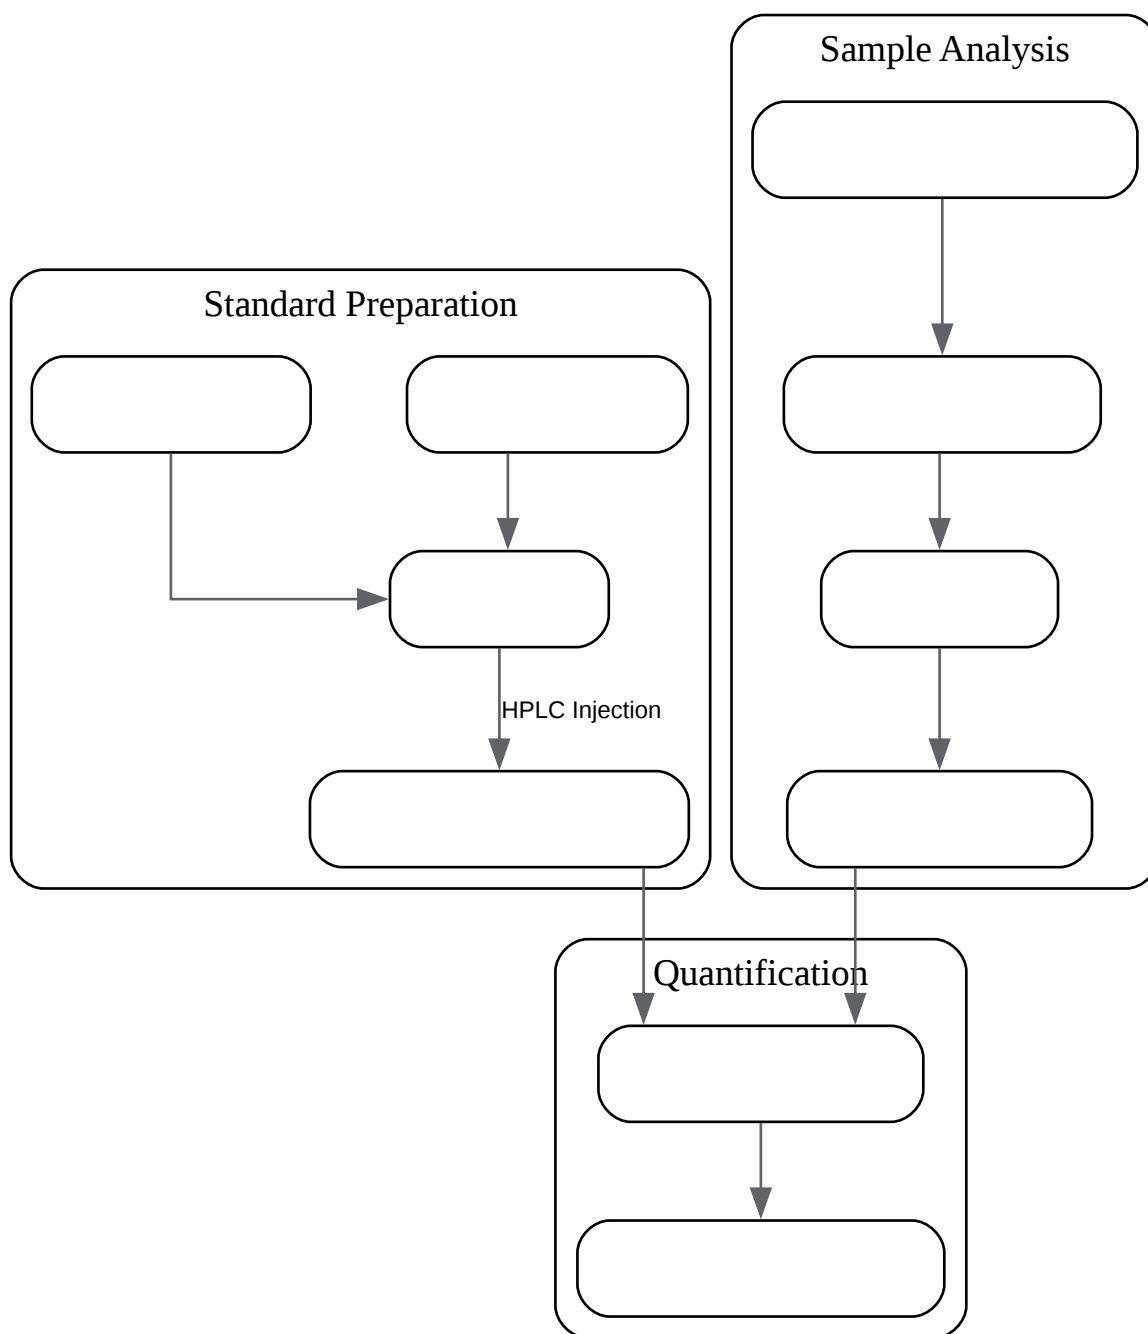 Sample Analysis
Standard Preparation
HPLC Injection
Quantification